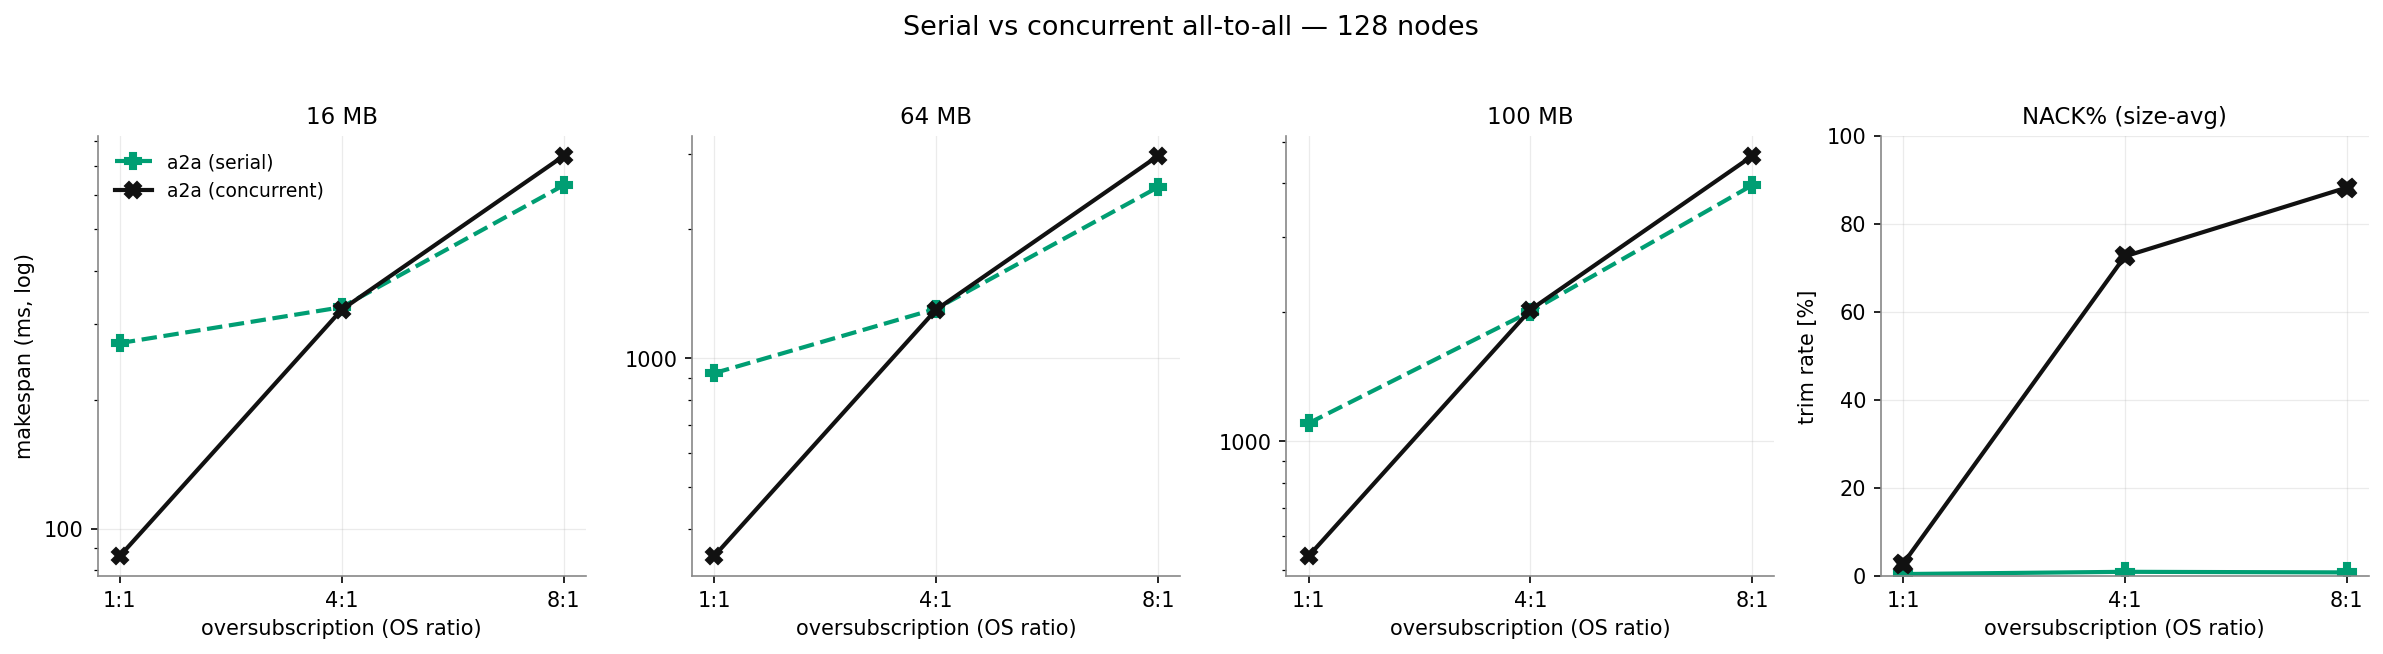 Serial vs concurrent all-to-all — 128 nodes
16 MB
a2a (serial)
a2a (concurrent)
makespan (ms, log)
100
1:1
4:1
8:1
oversubscription (OS ratio)
64 MB
1000
1:1
4:1
8:1
oversubscription (OS ratio)
100 MB
1000
1:1
4:1
8:1
oversubscription (OS ratio)
NACK% (size-avg)
trim rate [%]
100
80
60
40
20
0
1:1
4:1
8:1
oversubscription (OS ratio)